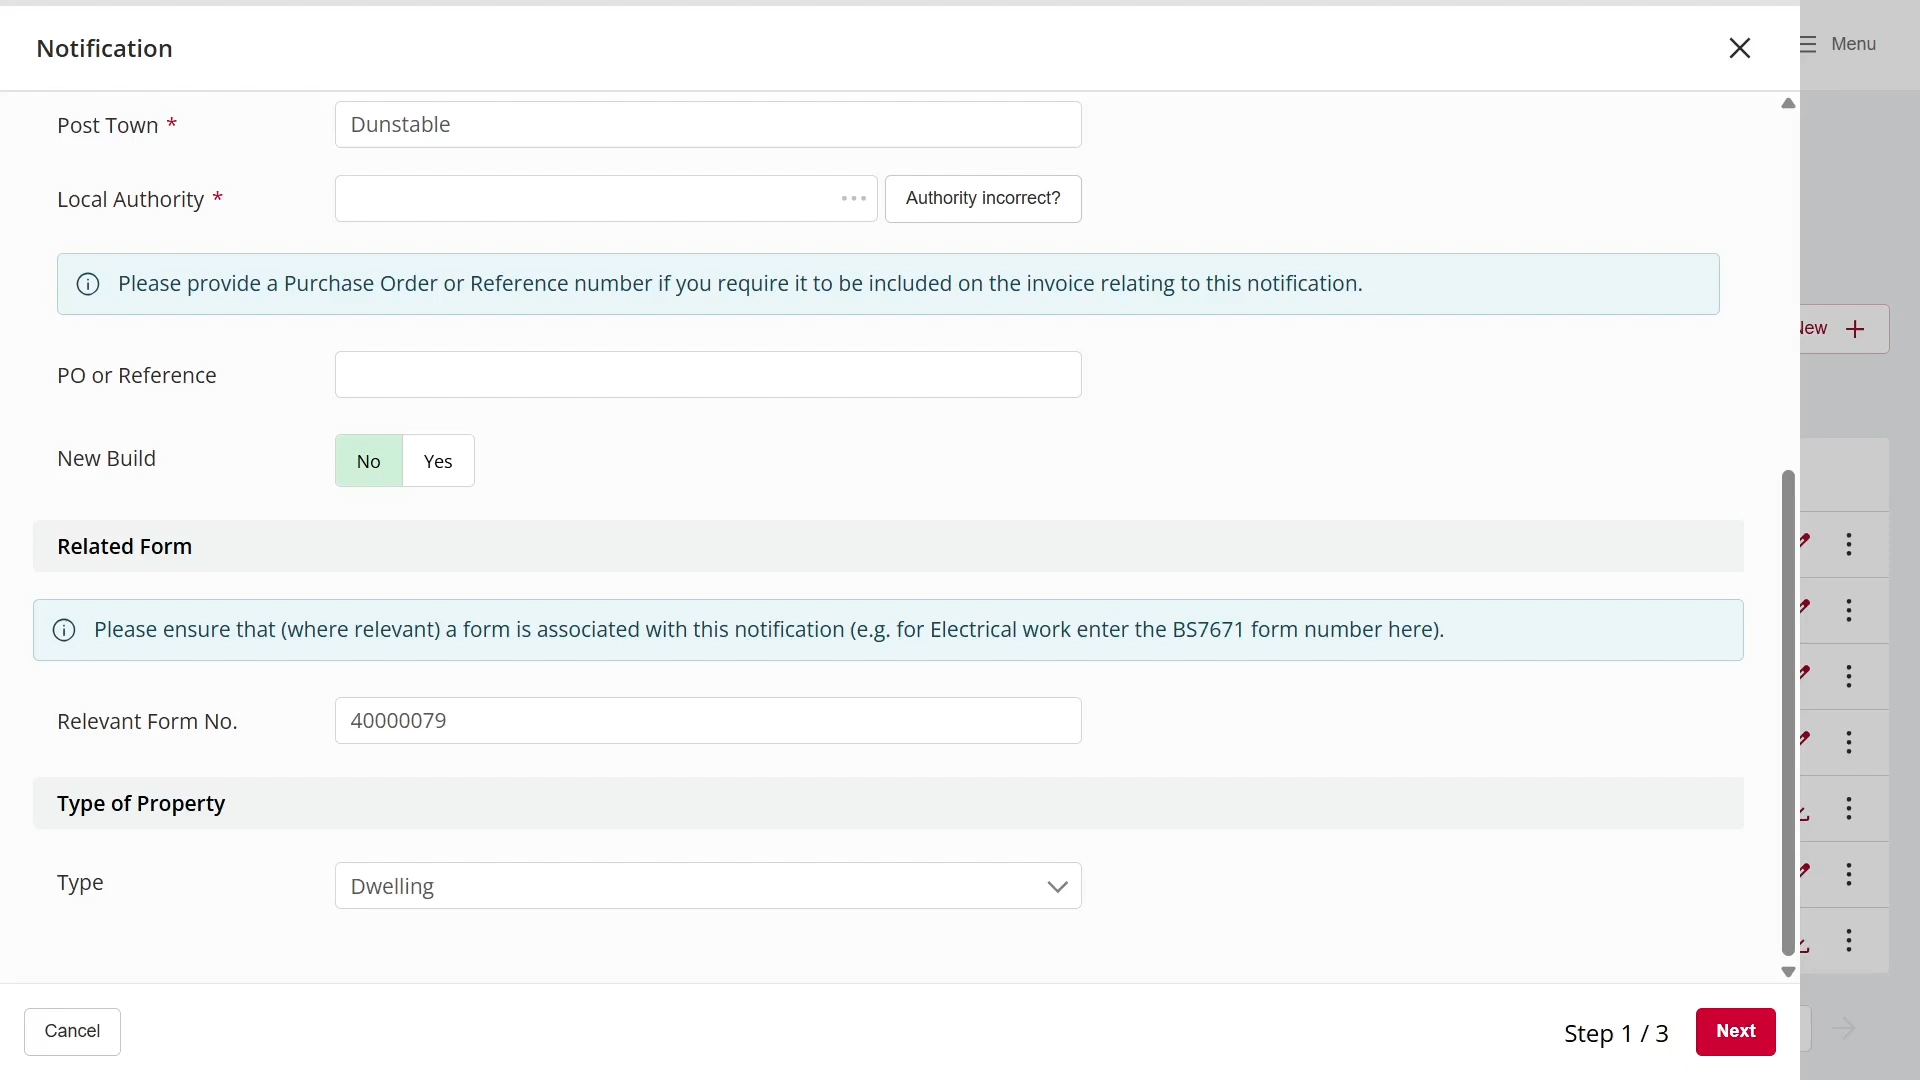 Notification
Menu
Post Town *
Dunstable
Local Authority *
Authority incorrect?
Please provide a Purchase Order or Reference number if you require it to be included on the invoice relating to this notification.
New
PO or Reference
New Build
No
Yes
Related Form
Please ensure that (where relevant) a form is associated with this notification (e.g. for Electrical work enter the BS7671 form number here).
Relevant Form No.
40000079
Type of Property
Type
Dwelling
Cancel
Step 1 / 3
Next